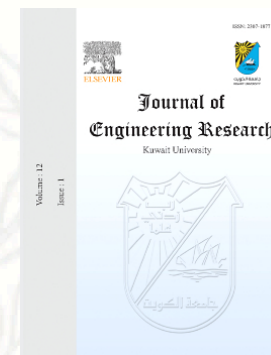 ISSN: 2307-1877
ELSEVIER
Journal of
Engineering Research
Kuwait University
Volume : 12
Issue : 1
جامعة الكويت